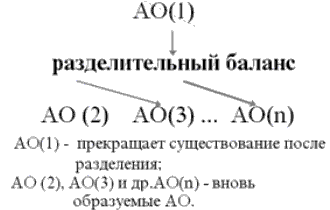 АО(1)
разделительный баланс
АО (2) АО(3) ... АО(n)
АО(1) - прекращает существование после
разделения;
АО (2), АО(3) и др.АО(n) - вновь
образуемые АО.